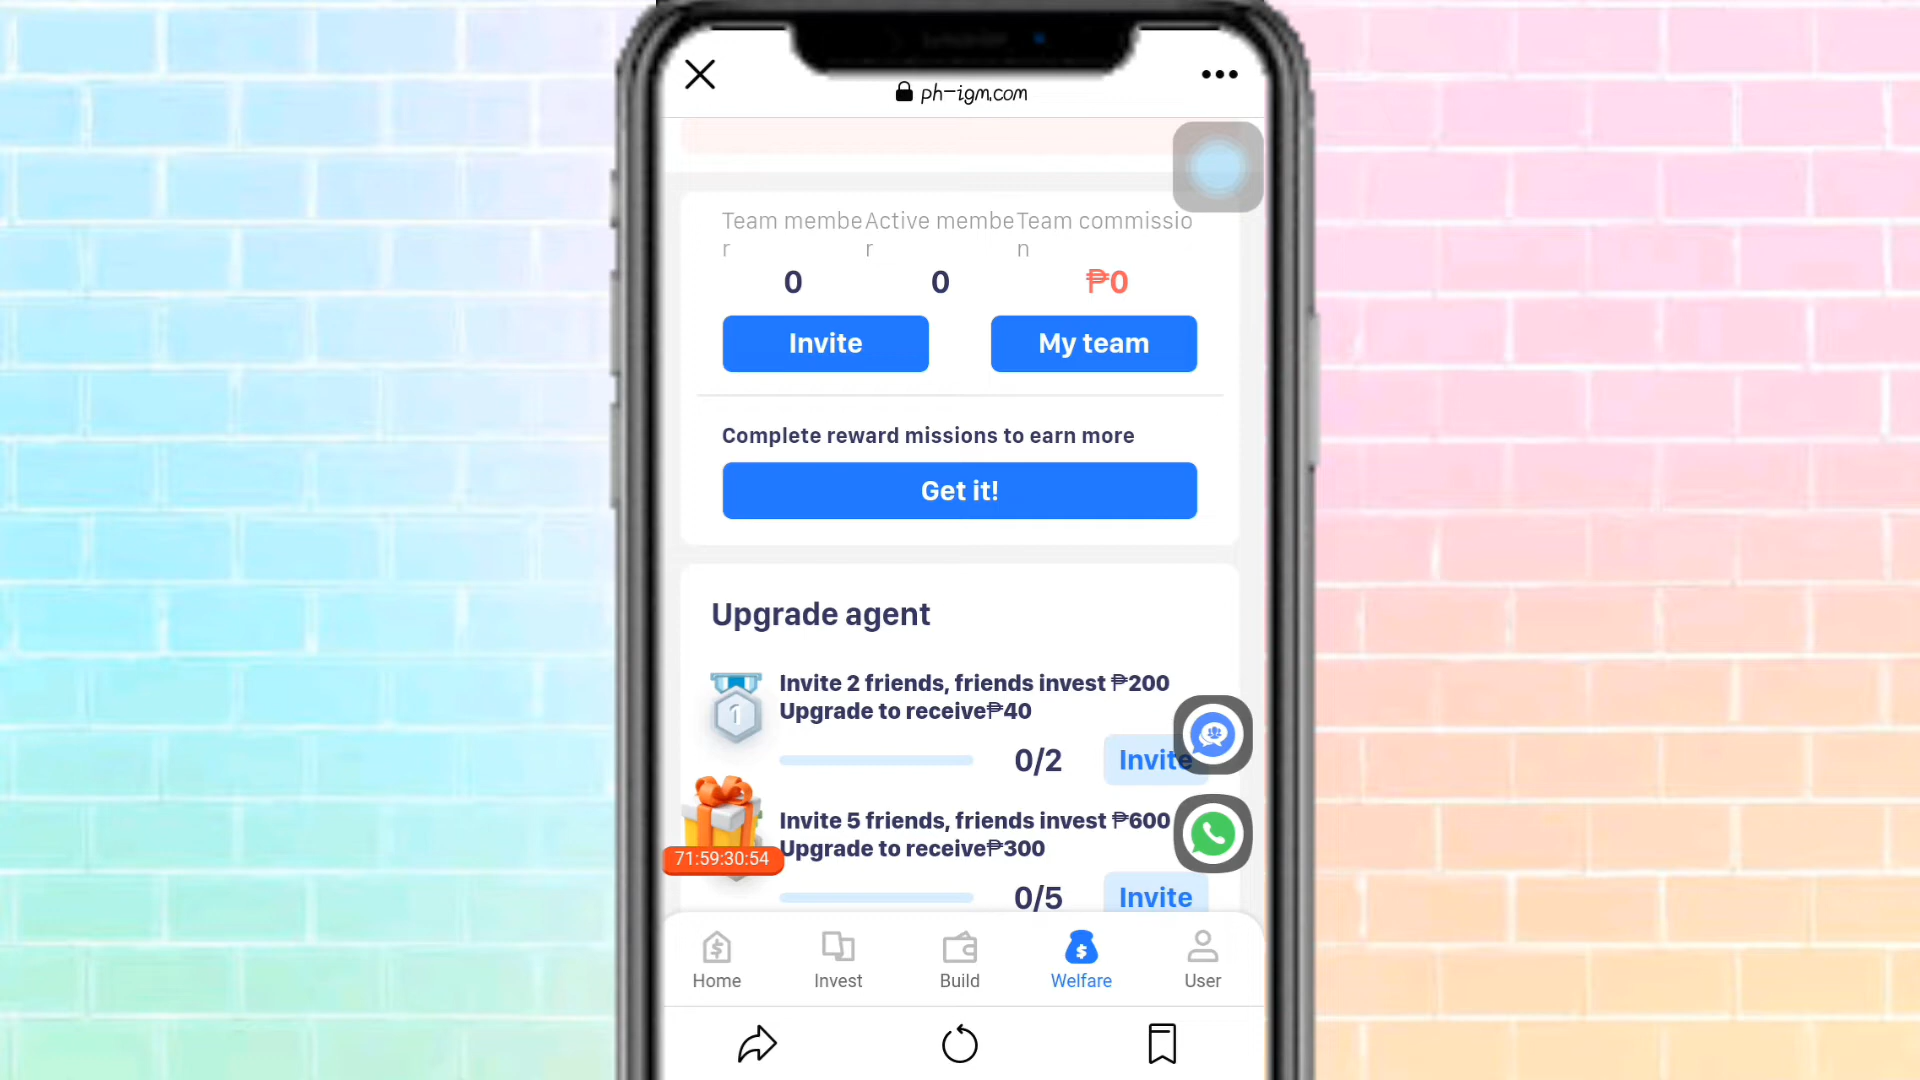 ph-igm.com
Team membe
r
Active membe
r
Team commissio
n
0
0
₱0
Invite
My team
Complete reward missions to earn more
Get it!
Upgrade agent
1
Invite 2 friends, friends invest ₱200
Upgrade to receive₱40
0/2
Invite
Invite 5 friends, friends invest ₱600
Upgrade to receive₱300
71:59:30:54
0/5
Invite
Home
Invest
Build
Welfare
User